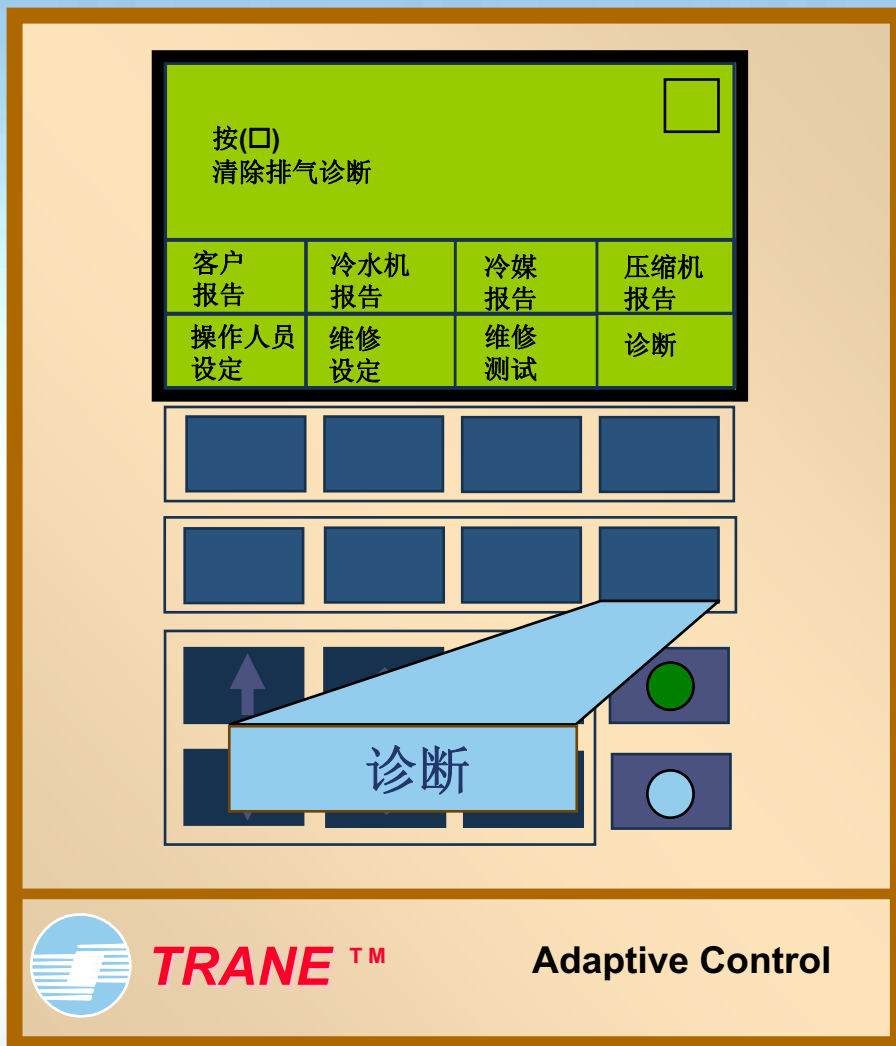 按(□)
清除排气诊断
客户
报告
冷水机
报告
冷媒
报告
压缩机
报告
操作人员
设定
维修
设定
维修
测试
诊断
诊断
TRANE TM
Adaptive Control